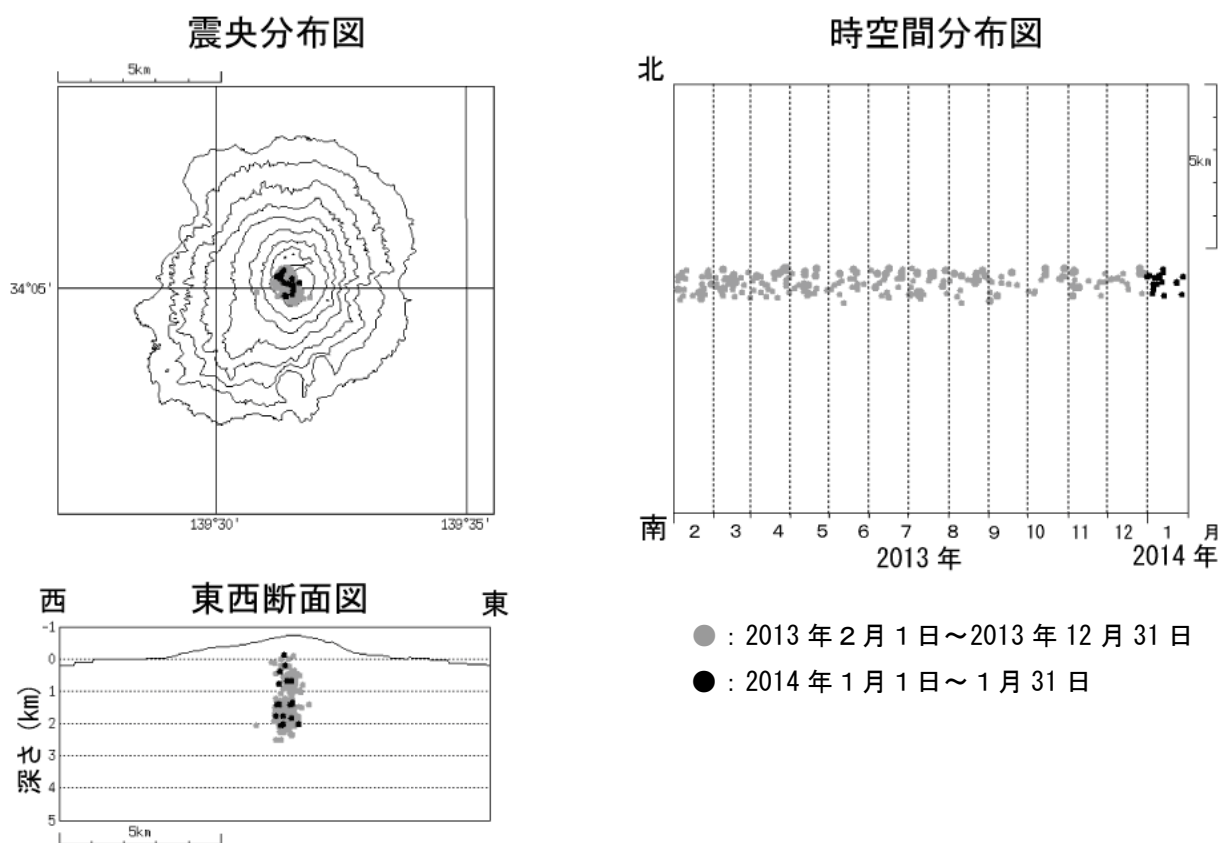 震央分布図
5km
34°05'
139°30' 139°35'
時空間分布図
北
5km
南
2 3 4 5 6 7 8 9 10 11 12 1 月
2013 年 2014 年
西 東西断面図 東
-1
0
1
2
3
4
5
深さ (km)
5km
● : 2013 年２月１日～2013 年 12 月 31 日
● : 2014 年１月１日～１月 31 日